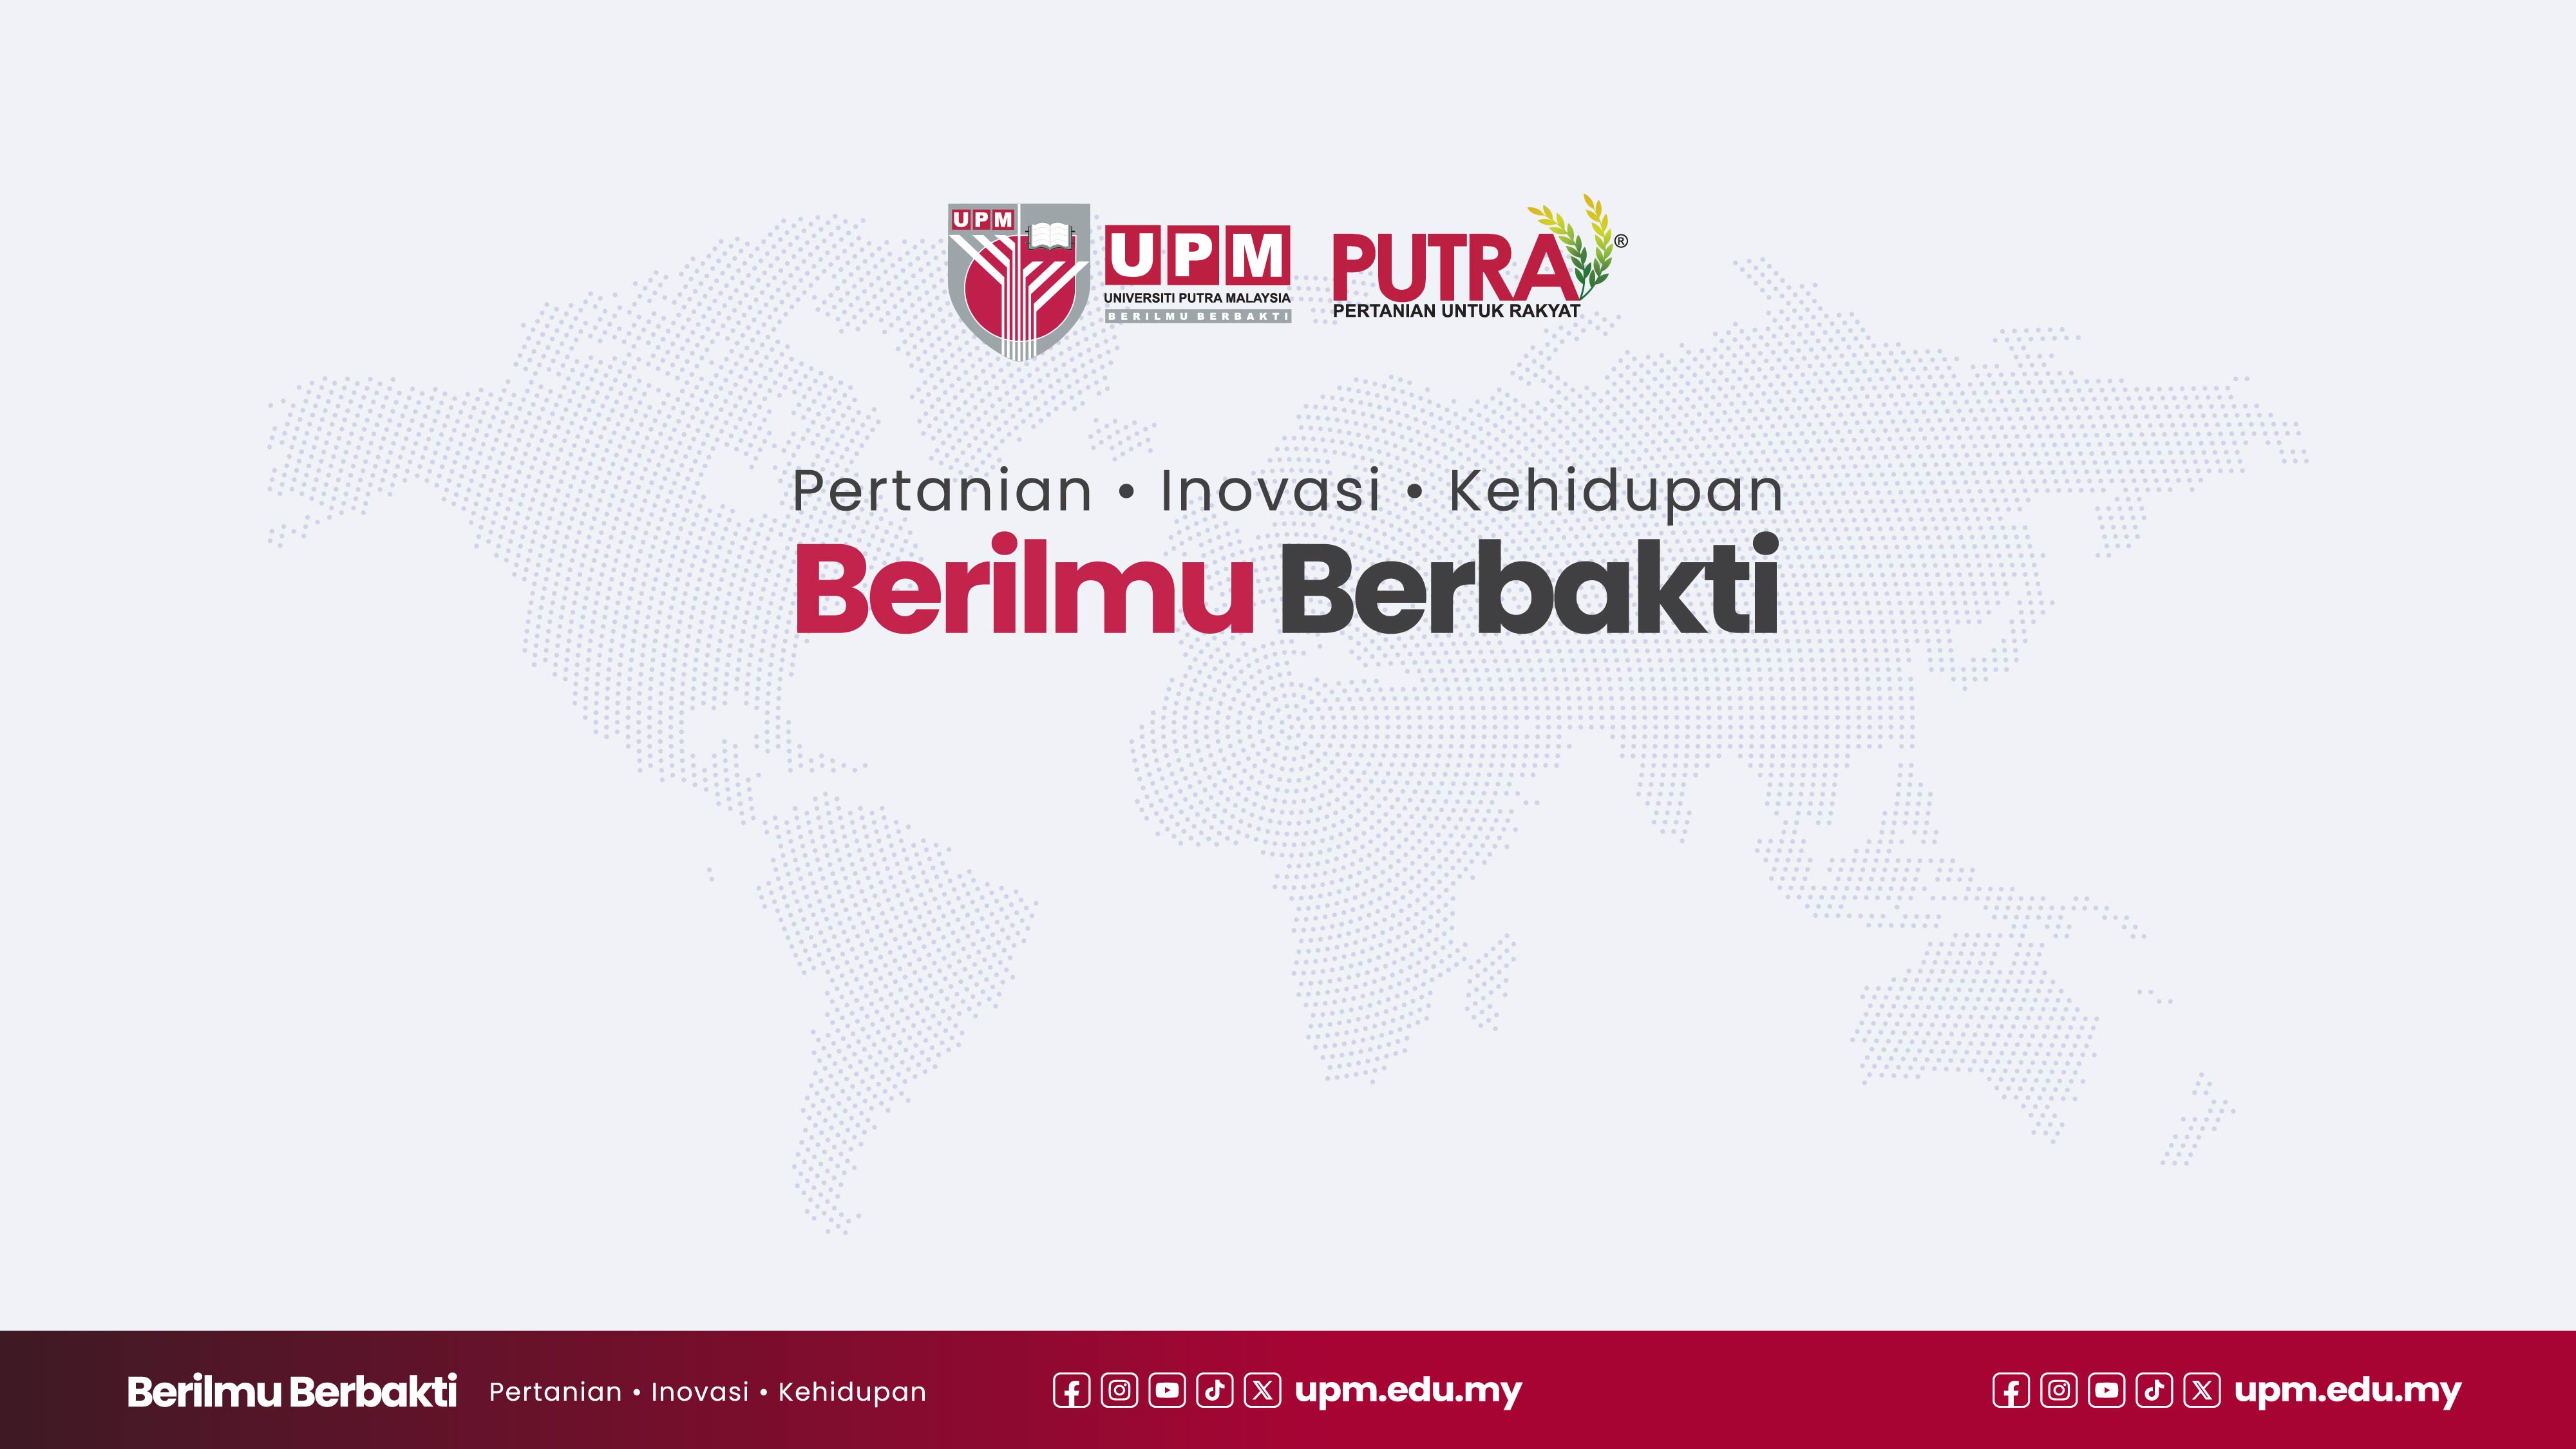 UPM
UPM
UNIVERSITI PUTRA MALAYSIA
BERILMU BERBAKTI
PUTRA®
PERTANIAN UNTUK RAKYAT
Pertanian • Inovasi • Kehidupan
Berilmu Berbakti
Berilmu Berbakti Pertanian • Inovasi • Kehidupan upm.edu.my upm.edu.my